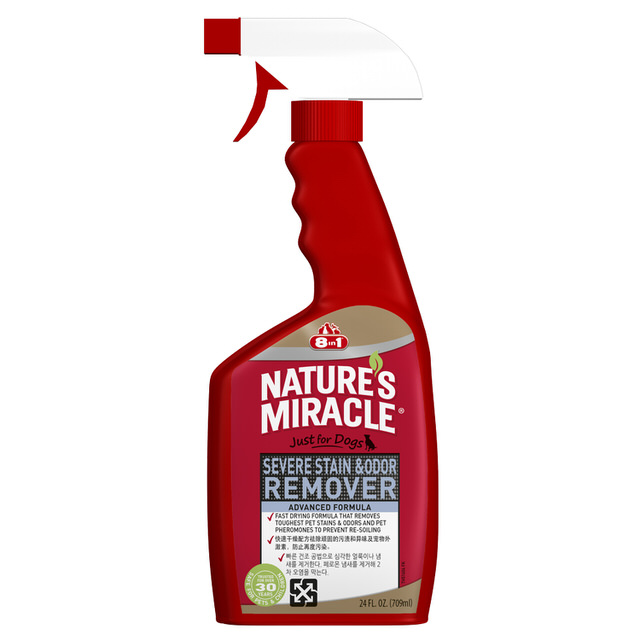 8in1
NATURE'S
MIRACLE®
Just for Dogs
SEVERE STAIN & ODOR
REMOVER
ADVANCED FORMULA
FAST DRYING FORMULA THAT REMOVES
TOUGHEST PET STAINS & ODORS AND PET
PHEROMONES TO PREVENT RE-SOILING
快速干燥配方祛除顽固的污渍和异味及宠物外
激素，防止再度污染。
빠른 건조 공법으로 심각한 얼룩이나 냄
새를 제거한다. 페로몬 냄새를 제거해 2
차 오염을 막는다.
TRUSTED
FOR OVER
30
YEARS
24 FL. OZ. (709ml)